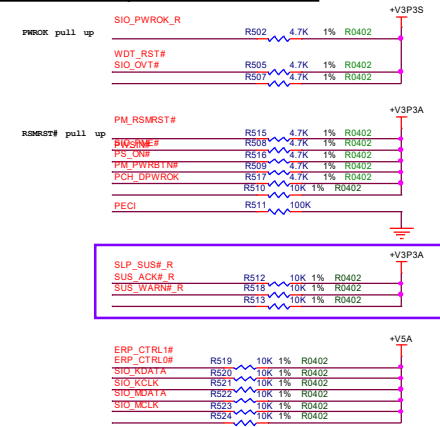 +V3P3S
SIO_PWROK_R
PWROK pull up R502 4.7K 1% R0402
WDT_RST#
SIO_OVT# R505 4.7K 1% R0402
R507 4.7K 1% R0402
+V3P3A
PM_RSMRST#
RSMRST# pull up R515 4.7K 1% R0402
SIO_PME# R508 4.7K 1% R0402
PWSIN#
PS_ON# R516 4.7K 1% R0402
PM_PWRBTN# R509 4.7K 1% R0402
PCH_DPWROK R517 4.7K 1% R0402
R510 10K 1% R0402
PECI R511 100K
+V3P3A
SLP_SUS#_R
SUS_ACK#_R R512 10K 1% R0402
SUS_WARN#_R R518 10K 1% R0402
R513 10K 1% R0402
+V5A
ERP_CTRL1#
ERP_CTRL0# R519 10K 1% R0402
SIO_KDATA R520 10K 1% R0402
SIO_KCLK R521 10K 1% R0402
SIO_MDATA R522 10K 1% R0402
SIO_MCLK R523 10K 1% R0402
R524 10K 1% R0402